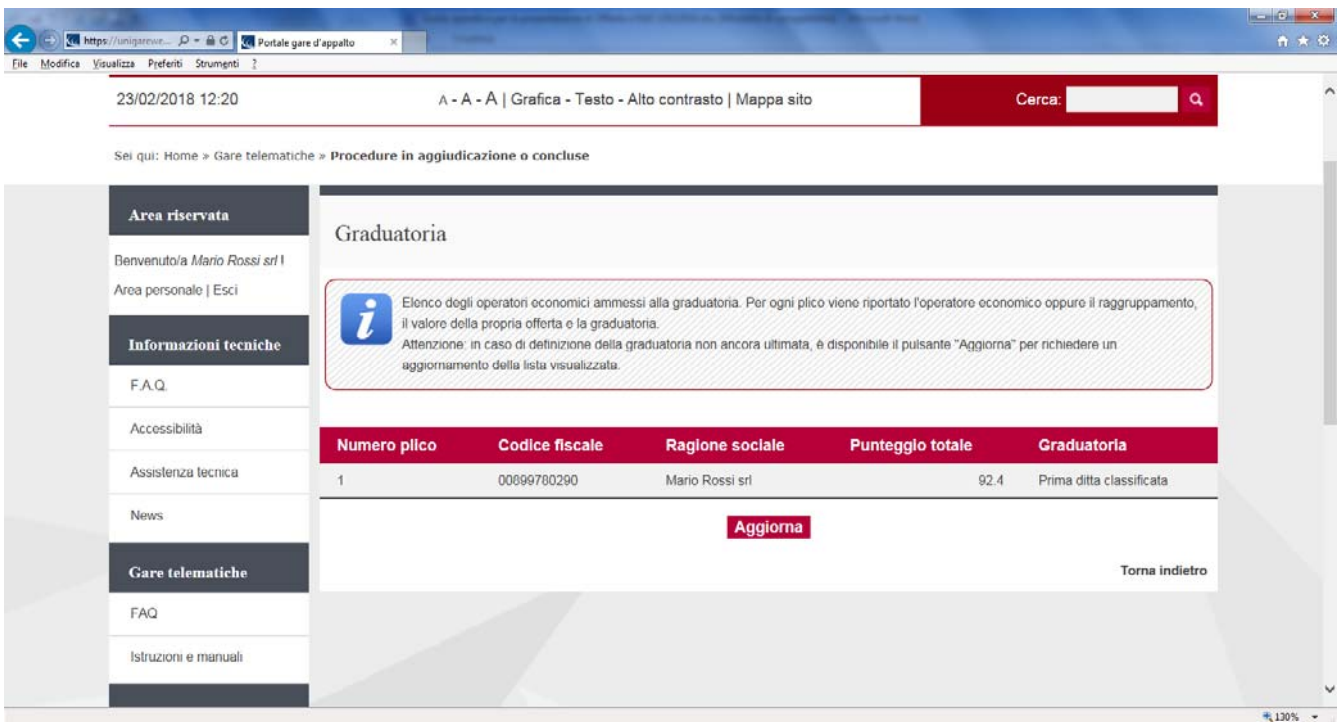 https://unigarewe...
Portale gare d'appalto
File Modifica Visualizza Preferiti Strumenti ?
23/02/2018 12:20
A - A - A | Grafica - Testo - Alto contrasto | Mappa sito
Cerca:
Sei qui: Home » Gare telematiche » Procedure in aggiudicazione o concluse
Area riservata
Benvenuto/a Mario Rossi srl !
Area personale | Esci
Informazioni tecniche
F.A.Q.
Accessibilità
Assistenza tecnica
News
Gare telematiche
FAQ
Istruzioni e manuali
Graduatoria
Elenco degli operatori economici ammessi alla graduatoria. Per ogni plico viene riportato l'operatore economico oppure il raggruppamento,
il valore della propria offerta e la graduatoria.
Attenzione: in caso di definizione della graduatoria non ancora ultimata, è disponibile il pulsante "Aggiorna" per richiedere un
aggiornamento della lista visualizzata.
Numero plico Codice fiscale Ragione sociale Punteggio totale Graduatoria
1 00899780290 Mario Rossi srl 92.4 Prima ditta classificata
Aggiorna
Torna indietro
130%